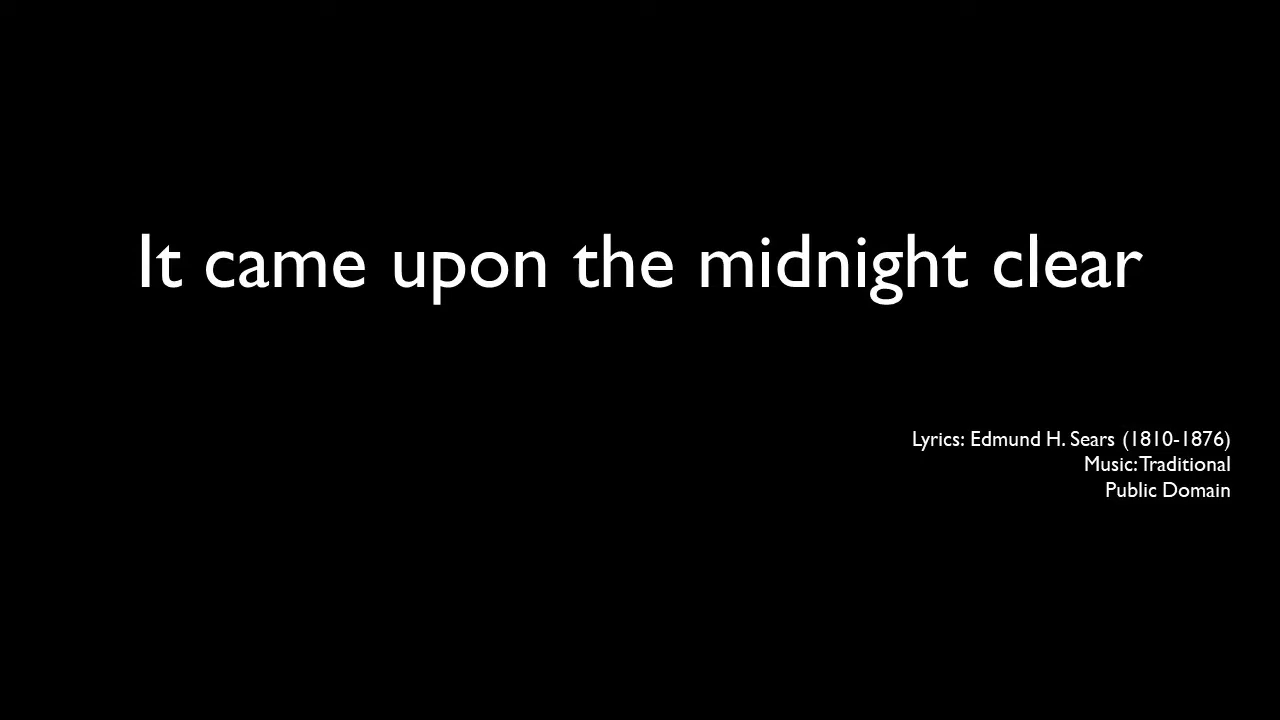 It came upon the midnight clear
Lyrics: Edmund H. Sears (1810-1876)
Music: Traditional
Public Domain